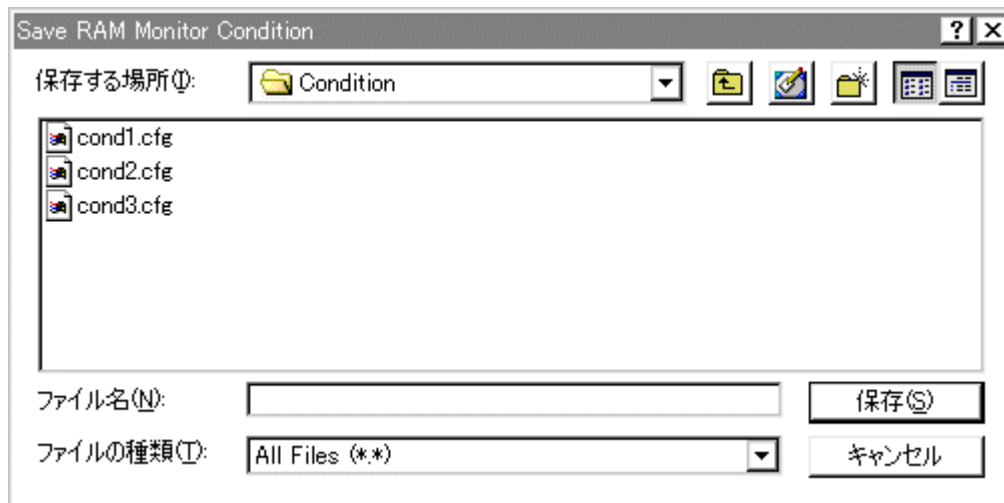 Save RAM Monitor Condition
保存する場所(I):
Condition
cond1.cfg
cond2.cfg
cond3.cfg
ファイル名(N):
保存(S)
ファイルの種類(T):
All Files (*.*)
キャンセル